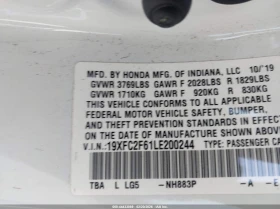 MFD. BY HONDA OF INDIANA, LLC 10/'19
GVWR 3769LBS GAWR F 2028LBS R 1829LBS
GVWR 1710KG GAWR F 920KG R 830KG
THIS VEHICLE CONFORMS TO ALL APPLICABLE
FEDERAL MOTOR VEHICLE SAFETY, BUMPER,
AND THEFT PREVENTION STANDARDS IN EFFECT
ON THE DATE OF MANUFACTURE SHOWN ABOVE.
V.I.N.: 19XFC2F61LE200244 TYPE: PASSENGER CA
TBA L LG5 -NH883P -A -E